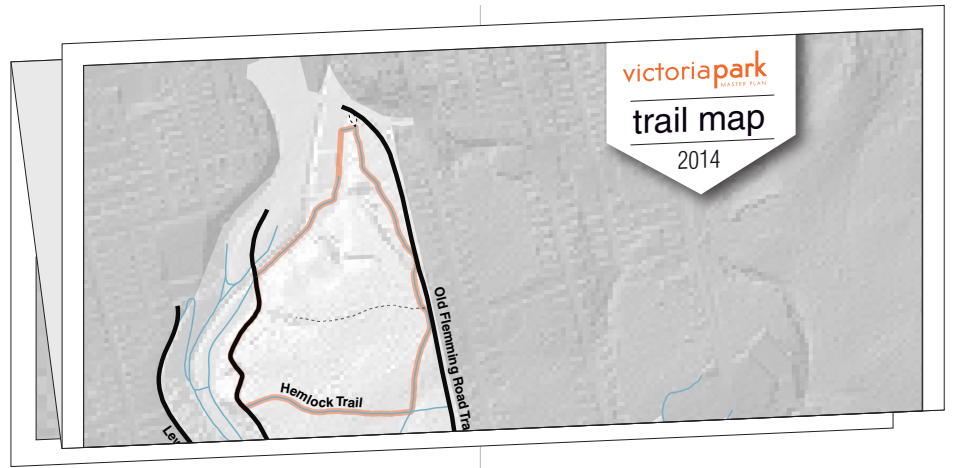 victoriapark
MASTER PLAN
trail map
2014
Old Flemming Road Tra
Hemlock Trail